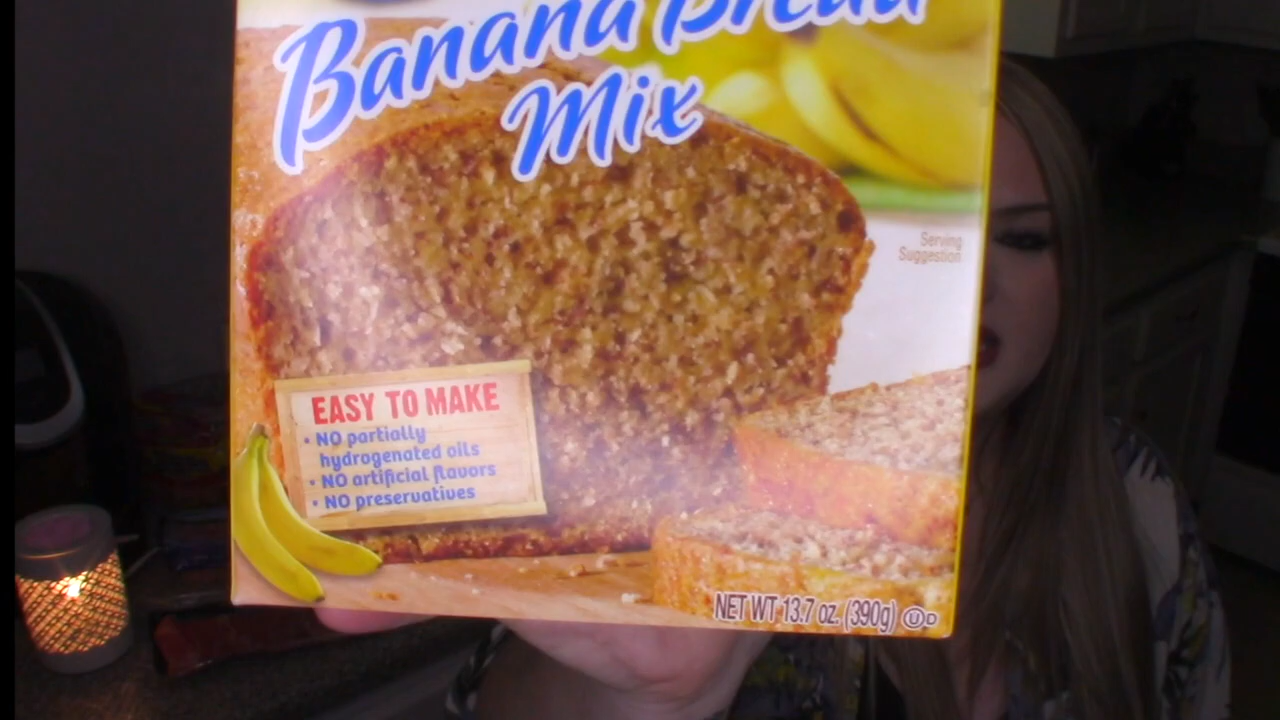 Banana Bread
Mix
Serving
Suggestion
EASY TO MAKE
• NO partially
hydrogenated oils
• NO artificial flavors
• NO preservatives
NET WT 13.7 oz. (390g) Ⓤ D